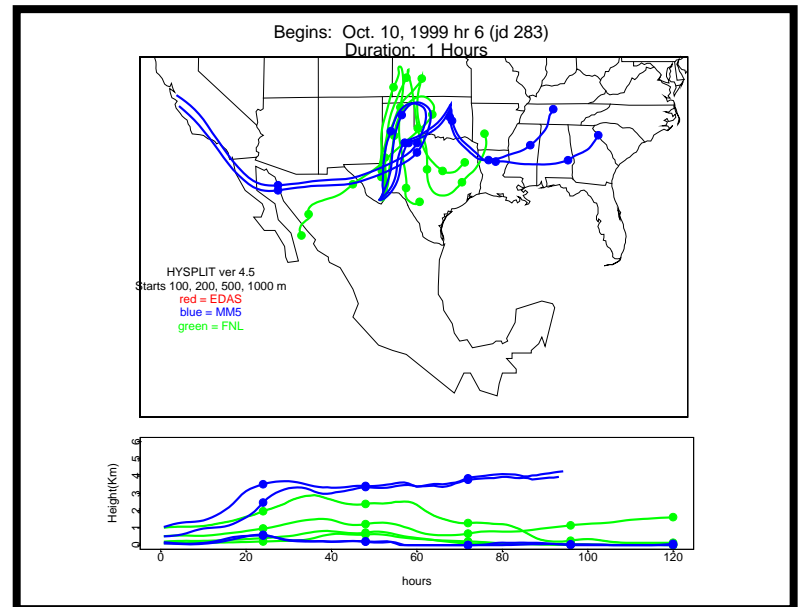 Begins: Oct. 10, 1999 hr 6 (jd 283)
Duration: 1 Hours
HYSPLIT ver 4.5
Starts 100, 200, 500, 1000 m
red = EDAS
blue = MM5
green = FNL
Height(Km)
6
5
4
3
2
1
0
0 20 40 60 80 100 120
hours